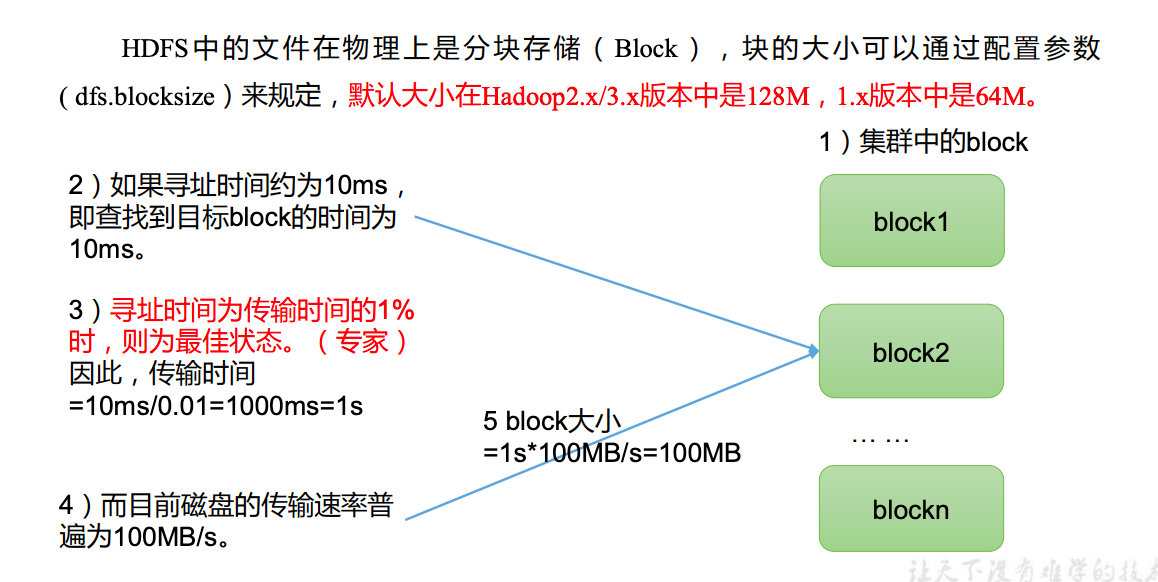 HDFS中的文件在物理上是分块存储（Block），块的大小可以通过配置参数
( dfs.blocksize）来规定，默认大小在Hadoop2.x/3.x版本中是128M，1.x版本中是64M。
1）集群中的block
2）如果寻址时间约为10ms，
即查找到目标block的时间为
10ms。
block1
3）寻址时间为传输时间的1%
时，则为最佳状态。（专家）
因此，传输时间
=10ms/0.01=1000ms=1s
block2
5 block大小
=1s*100MB/s=100MB
... ...
4）而目前磁盘的传输速率普
遍为100MB/s。
blockn
让天下没有难学的技术